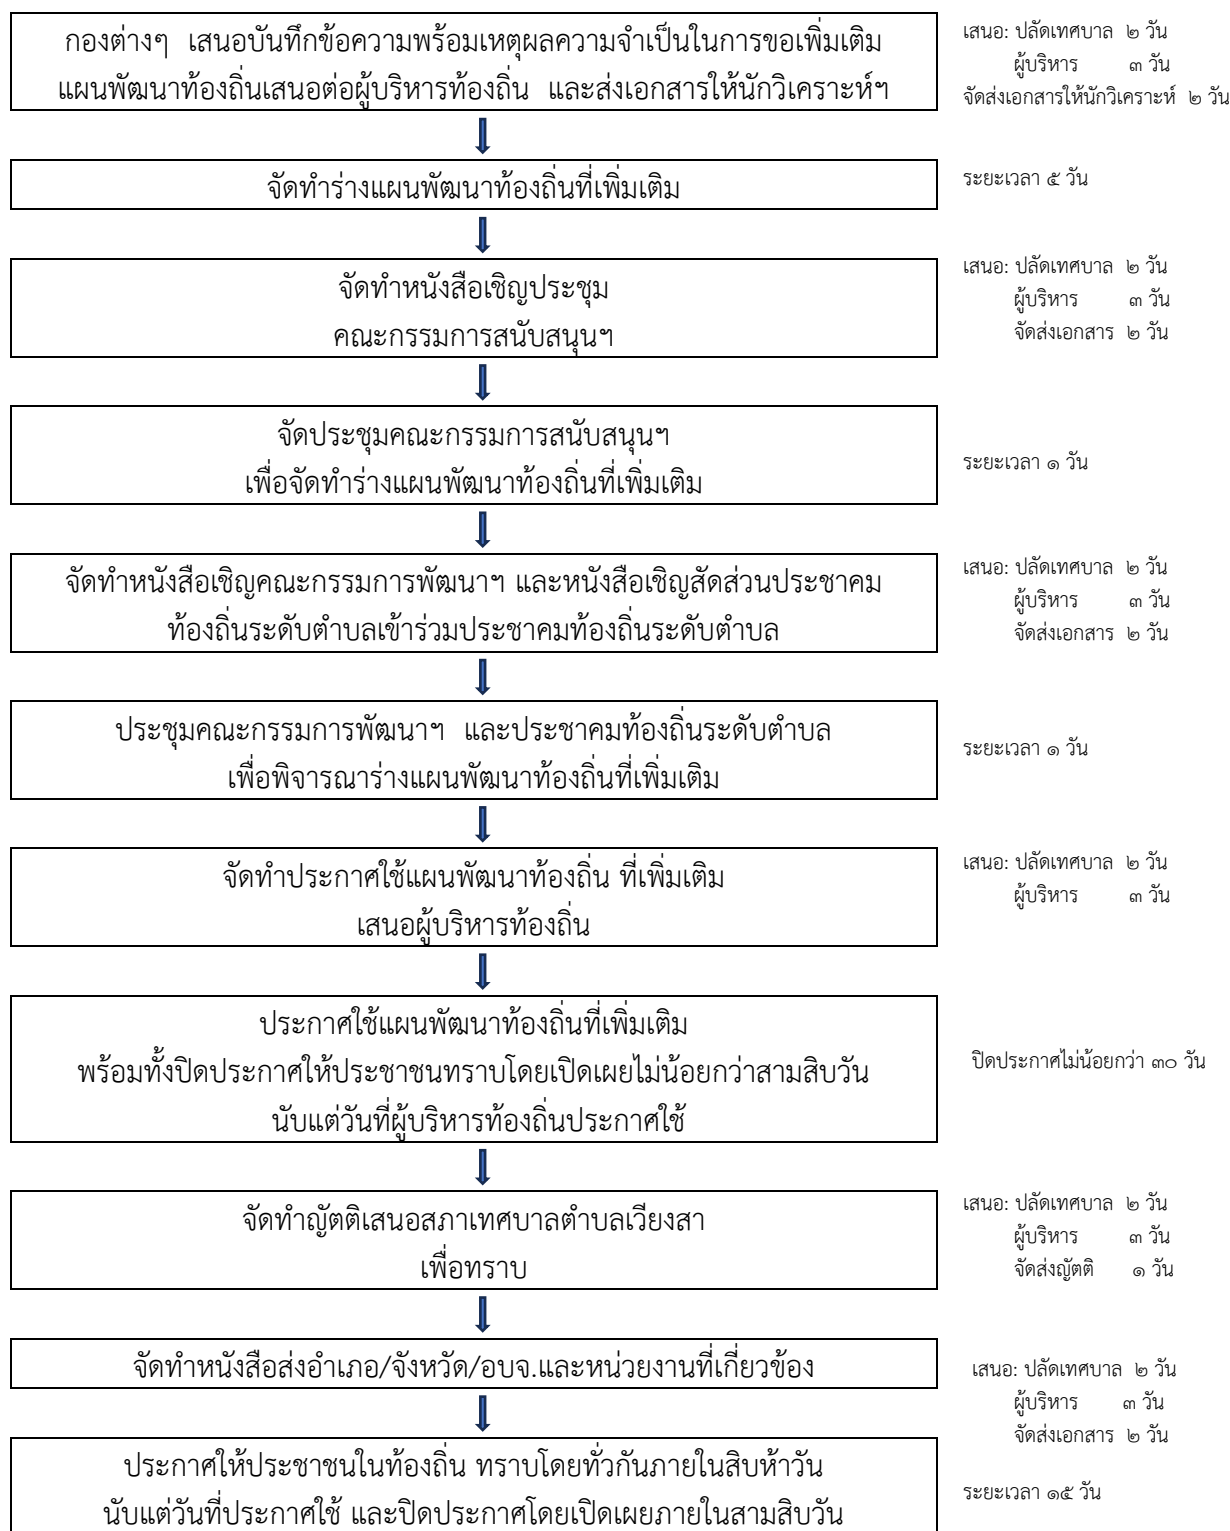 กองต่างๆ เสนอบันทึกข้อความพร้อมเหตุผลความจำเป็นในการขอเพิ่มเติม
แผนพัฒนาท้องถิ่นเสนอต่อผู้บริหารท้องถิ่น และส่งเอกสารให้นักวิเคราะห์ฯ
เสนอ: ปลัดเทศบาล ๒ วัน
ผู้บริหาร ๓ วัน
จัดส่งเอกสารให้นักวิเคราะห์ ๒ วัน
จัดทำร่างแผนพัฒนาท้องถิ่นที่เพิ่มเติม
ระยะเวลา ๕ วัน
จัดทำหนังสือเชิญประชุม
คณะกรรมการสนับสนุนฯ
เสนอ: ปลัดเทศบาล ๒ วัน
ผู้บริหาร ๓ วัน
จัดส่งเอกสาร ๒ วัน
จัดประชุมคณะกรรมการสนับสนุนฯ
เพื่อจัดทำร่างแผนพัฒนาท้องถิ่นที่เพิ่มเติม
ระยะเวลา ๑ วัน
จัดทำหนังสือเชิญคณะกรรมการพัฒนาฯ และหนังสือเชิญสัดส่วนประชาคม
ท้องถิ่นระดับตำบลเข้าร่วมประชาคมท้องถิ่นระดับตำบล
เสนอ: ปลัดเทศบาล ๒ วัน
ผู้บริหาร ๓ วัน
จัดส่งเอกสาร ๒ วัน
ประชุมคณะกรรมการพัฒนาฯ และประชาคมท้องถิ่นระดับตำบล
เพื่อพิจารณาร่างแผนพัฒนาท้องถิ่นที่เพิ่มเติม
ระยะเวลา ๑ วัน
จัดทำประกาศใช้แผนพัฒนาท้องถิ่น ที่เพิ่มเติม
เสนอผู้บริหารท้องถิ่น
เสนอ: ปลัดเทศบาล ๒ วัน
ผู้บริหาร ๓ วัน
ประกาศใช้แผนพัฒนาท้องถิ่นที่เพิ่มเติม
พร้อมทั้งปิดประกาศให้ประชาชนทราบโดยเปิดเผยไม่น้อยกว่าสามสิบวัน
นับแต่วันที่ผู้บริหารท้องถิ่นประกาศใช้
ปิดประกาศไม่น้อยกว่า ๓๐ วัน
จัดทำญัตติเสนอสภาเทศบาลตำบลเวียงสา
เพื่อทราบ
เสนอ: ปลัดเทศบาล ๒ วัน
ผู้บริหาร ๓ วัน
จัดส่งญัตติ ๑ วัน
จัดทำหนังสือส่งอำเภอ/จังหวัด/อบจ.และหน่วยงานที่เกี่ยวข้อง
เสนอ: ปลัดเทศบาล ๒ วัน
ผู้บริหาร ๓ วัน
จัดส่งเอกสาร ๒ วัน
ประกาศให้ประชาชนในท้องถิ่น ทราบโดยทั่วกันภายในสิบห้าวัน
นับแต่วันที่ประกาศใช้ และปิดประกาศโดยเปิดเผยภายในสามสิบวัน
ระยะเวลา ๑๕ วัน